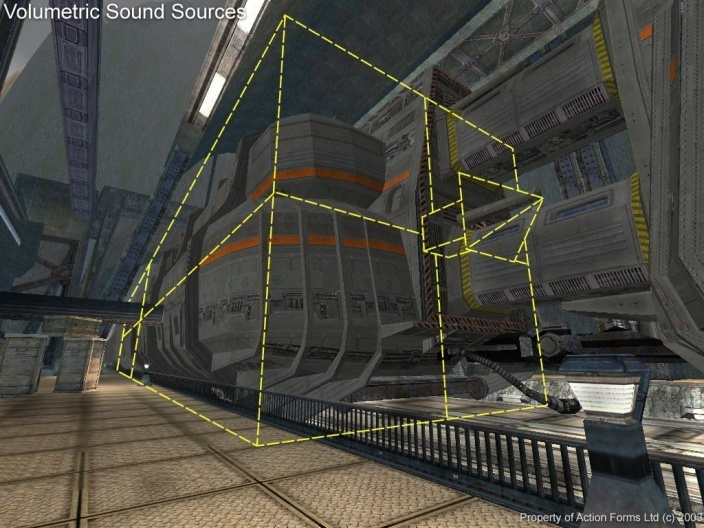 Volumetric Sound Sources
Property of Action Forms Ltd (c) 2003